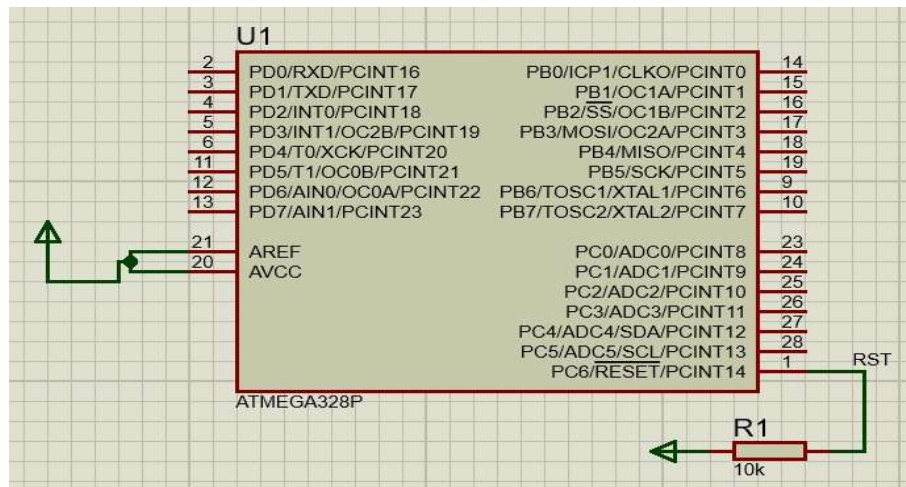 U1
2 PD0/RXD/PCINT16 PB0/ICP1/CLKO/PCINT0 14
3 PD1/TXD/PCINT17 PB1/OC1A/PCINT1 15
4 PD2/INT0/PCINT18 PB2/SS/OC1B/PCINT2 16
5 PD3/INT1/OC2B/PCINT19 PB3/MOSI/OC2A/PCINT3 17
6 PD4/T0/XCK/PCINT20 PB4/MISO/PCINT4 18
11 PD5/T1/OC0B/PCINT21 PB5/SCK/PCINT5 19
12 PD6/AIN0/OC0A/PCINT22 PB6/TOSC1/XTAL1/PCINT6 9
13 PD7/AIN1/PCINT23 PB7/TOSC2/XTAL2/PCINT7 10
21 AREF PC0/ADC0/PCINT8 23
20 AVCC PC1/ADC1/PCINT9 24
PC2/ADC2/PCINT10 25
PC3/ADC3/PCINT11 26
PC4/ADC4/SDA/PCINT12 27
PC5/ADC5/SCL/PCINT13 28
PC6/RESET/PCINT14 1 RST
ATMEGA328P
R1
10k